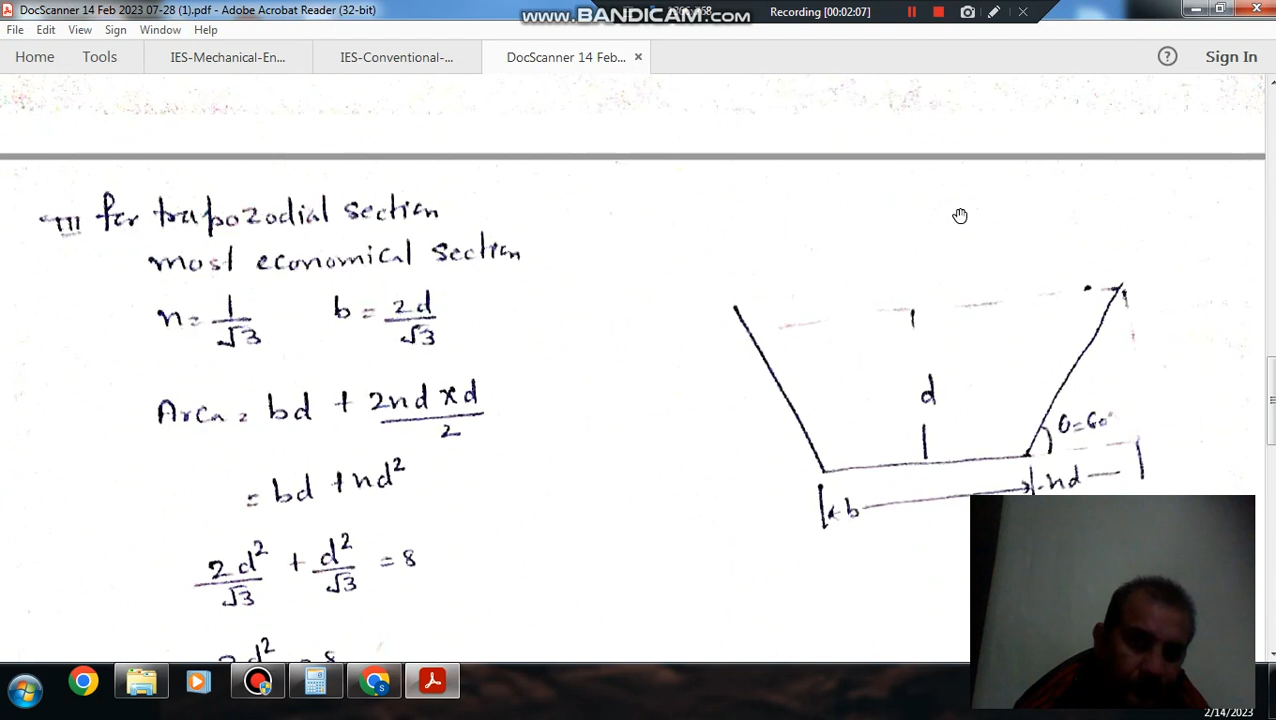 DocScanner 14 Feb 2023 07-28 (1).pdf - Adobe Acrobat Reader (32-bit)
www.BANDICAM.com
Recording [00:02:07]
File Edit View Sign Window Help
Home Tools IES-Mechanical-En... IES-Conventional-... DocScanner 14 Feb... × ? Sign In
III for trapozodial section
most economical section
n = 1/√3 b = 2d/√3
Area = bd + 2nd × d/2
= bd + nd²
2d²/√3 + d²/√3 = 8
d
θ=60°
b
nd
2/14/2023